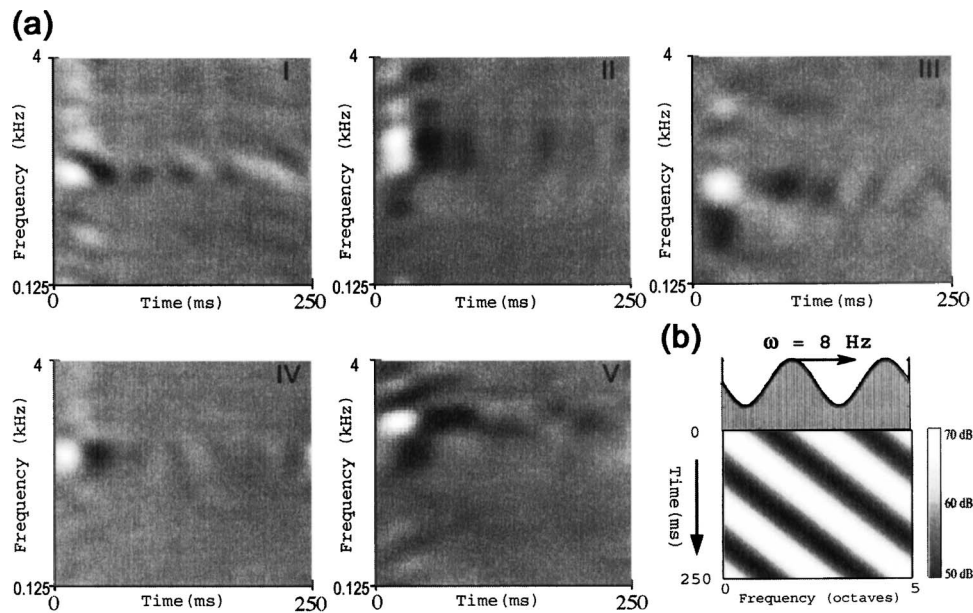 (a)
4
I
Frequency (kHz)
0.125
0
Time(ms)
250
4
II
Frequency (kHz)
0.125
0
Time(ms)
250
4
III
Frequency (kHz)
0.125
0
Time(ms)
250
4
IV
Frequency (kHz)
0.125
0
Time(ms)
250
4
V
Frequency (kHz)
0.125
0
Time(ms)
250
(b)
ω = 8 Hz
0
Time(ms)
250
0
5
Frequency (octaves)
70 dB
60 dB
50 dB